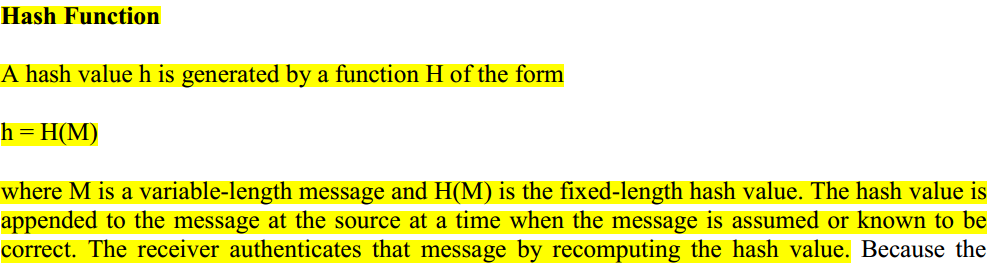 Hash Function
A hash value h is generated by a function H of the form
h = H(M)
where M is a variable-length message and H(M) is the fixed-length hash value. The hash value is
appended to the message at the source at a time when the message is assumed or known to be
correct. The receiver authenticates that message by recomputing the hash value. Because the